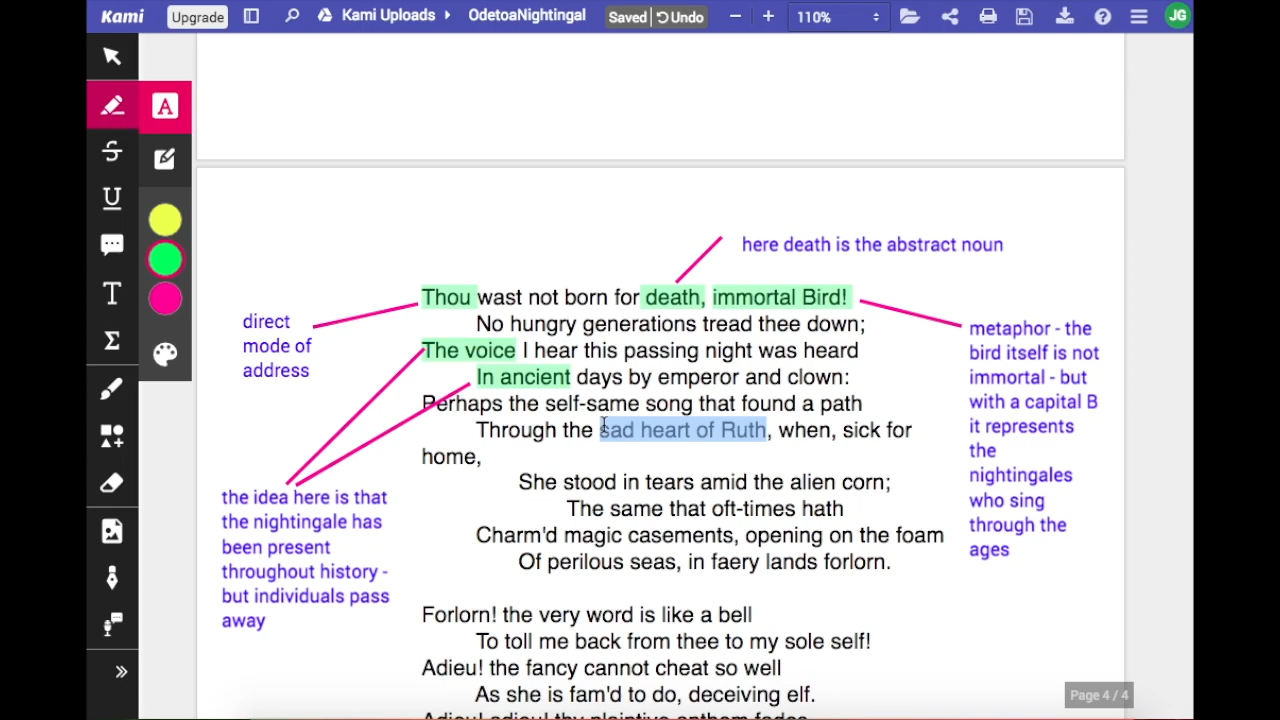 Kami
Upgrade
Kami Uploads
OdetoaNightingal
Saved
Undo
110%
JG
here death is the abstract noun
Thou wast not born for death, immortal Bird!
No hungry generations tread thee down;
The voice I hear this passing night was heard
In ancient days by emperor and clown:
Perhaps the self-same song that found a path
Through the sad heart of Ruth, when, sick for
home,
She stood in tears amid the alien corn;
The same that oft-times hath
Charm'd magic casements, opening on the foam
Of perilous seas, in faery lands forlorn.
Forlorn! the very word is like a bell
To toll me back from thee to my sole self!
Adieu! the fancy cannot cheat so well
As she is fam'd to do, deceiving elf.
Adieu! adieu! thy plaintive anthem fades
direct
mode of
address
the idea here is that
the nightingale has
been present
throughout history -
but individuals pass
away
metaphor - the
bird itself is not
immortal - but
with a capital B
it represents
the
nightingales
who sing
through the
ages
Page 4 / 4